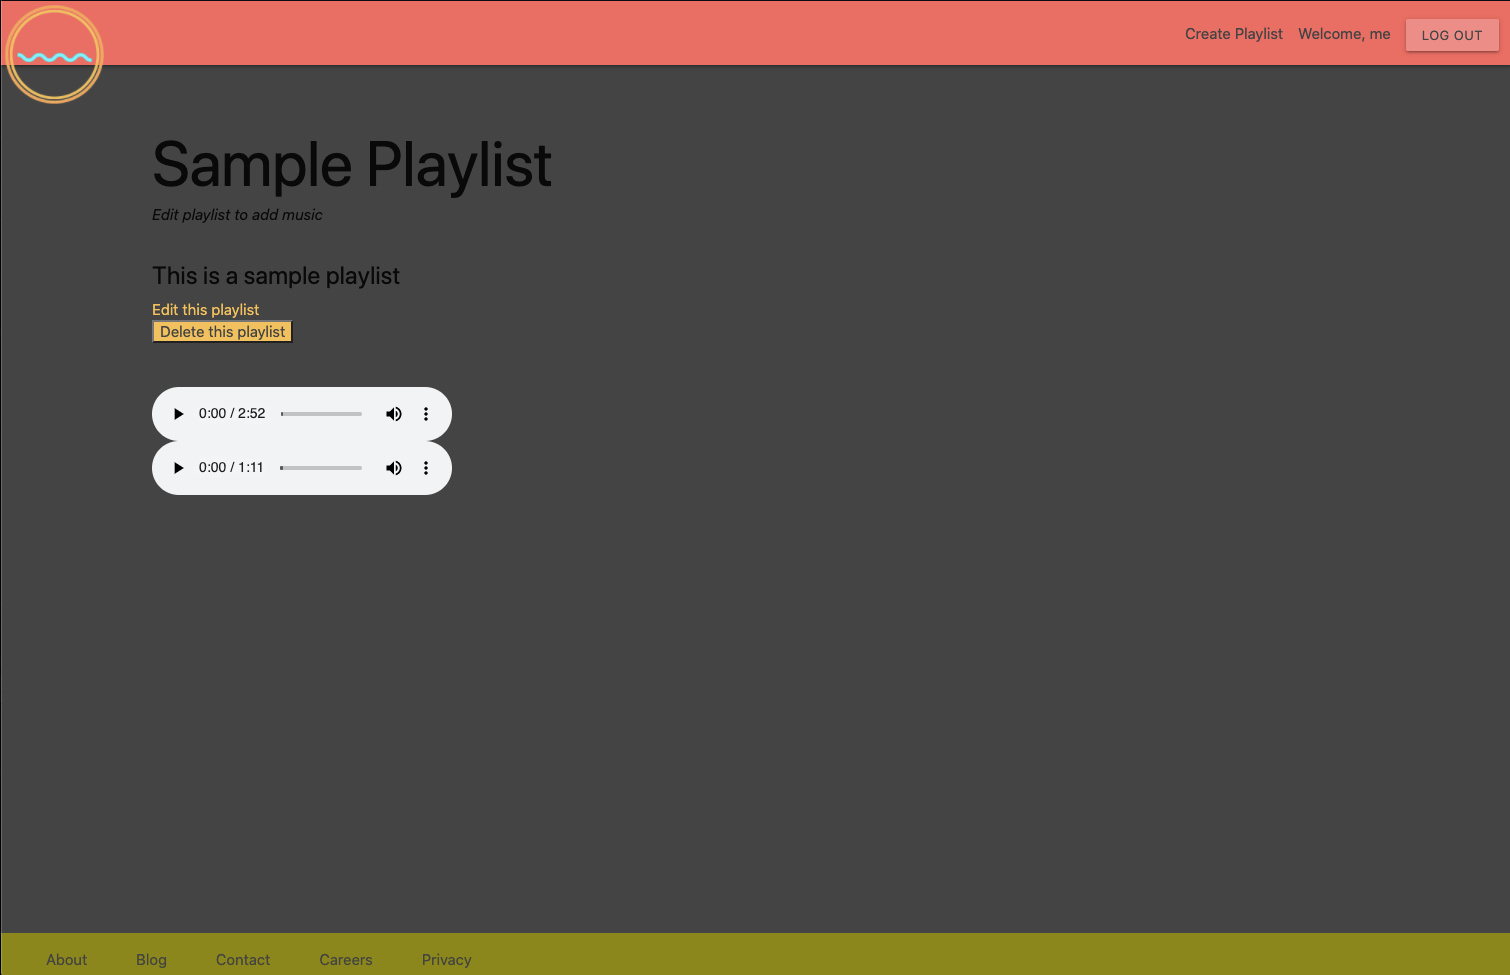 Create Playlist Welcome, me LOG OUT
Sample Playlist
Edit playlist to add music
This is a sample playlist
Edit this playlist
Delete this playlist
0:00 / 2:52
0:00 / 1:11
About Blog Contact Careers Privacy